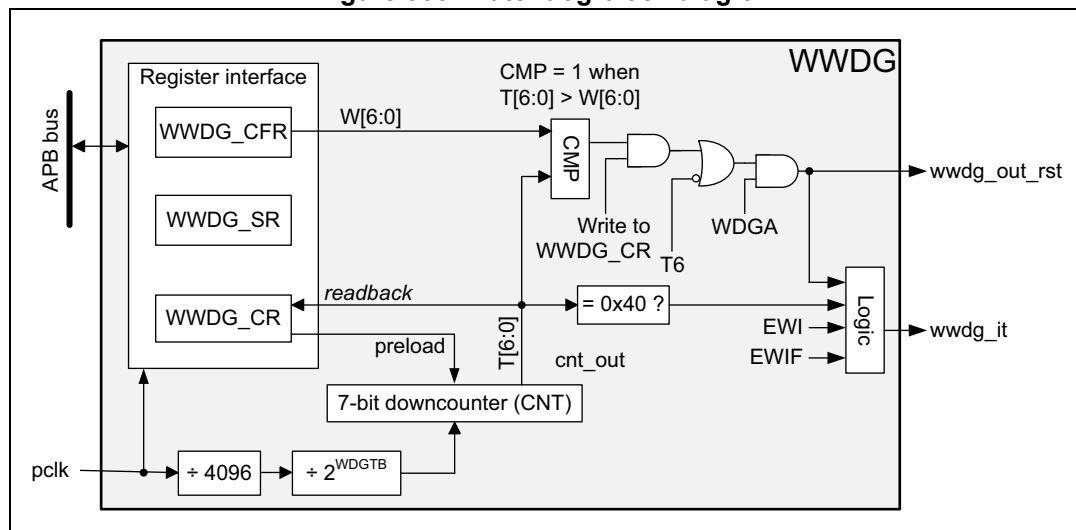 WWDG
Register interface
CMP = 1 when
T[6:0] > W[6:0]
APB bus
WWDG_CFR
W[6:0]
CMP
wwdg_out_rst
WWDG_SR
Write to
WWDG_CR
T6
WDGA
WWDG_CR
readback
preload
T[6:0]
= 0x40 ?
cnt_out
EWI
EWIF
Logic
wwdg_it
7-bit downcounter (CNT)
pclk
÷ 4096
÷ 2^WDGTB